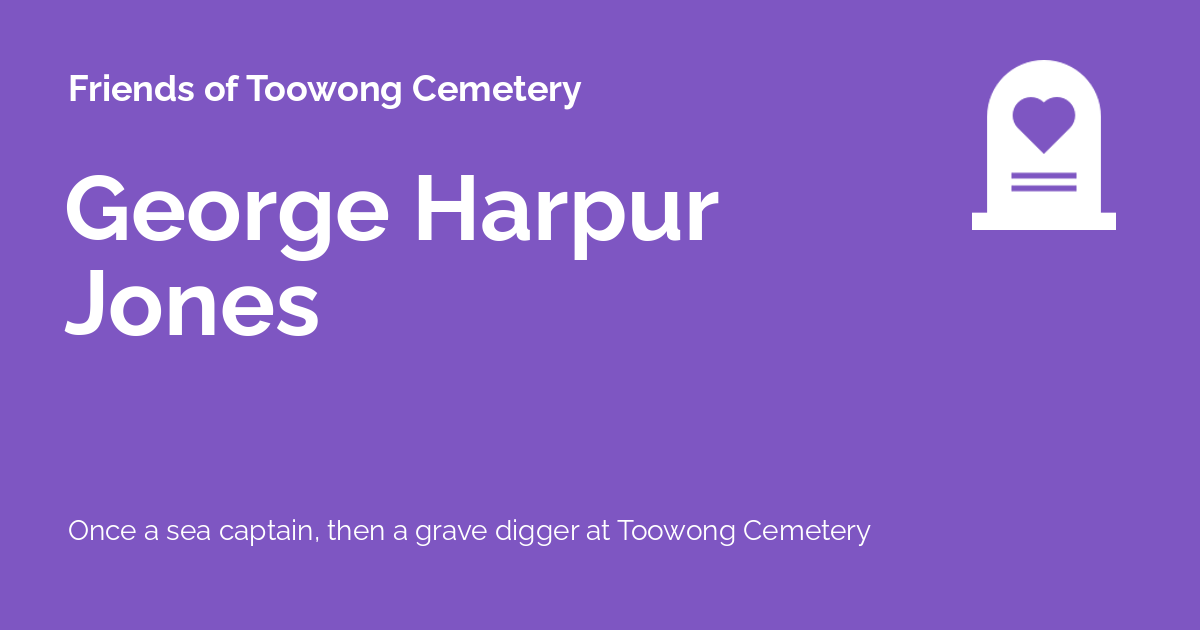 Friends of Toowong Cemetery
George Harpur
Jones
Once a sea captain, then a grave digger at Toowong Cemetery